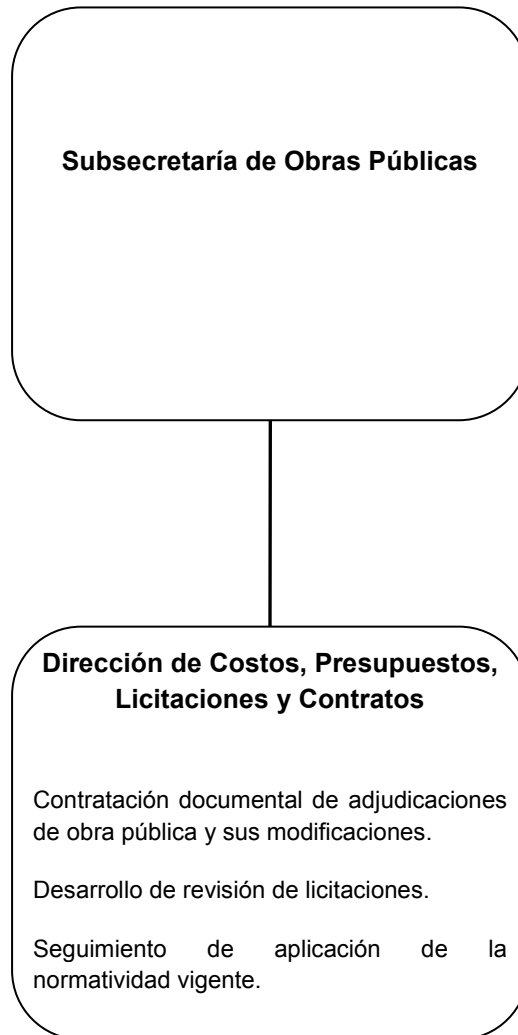 Subsecretaría de Obras Públicas
Dirección de Costos, Presupuestos,
Licitaciones y Contratos
Contratación documental de adjudicaciones
de obra pública y sus modificaciones.
Desarrollo de revisión de licitaciones.
Seguimiento de aplicación de la
normatividad vigente.